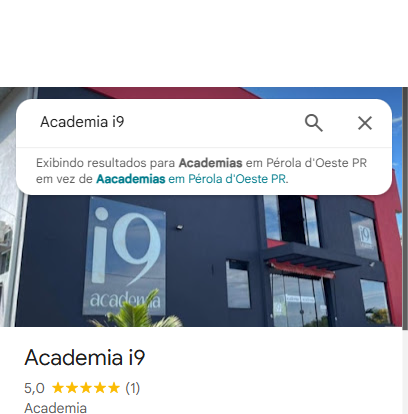 Academia i9
Exibindo resultados para Academias em Pérola d'Oeste PR
em vez de Aacademias em Pérola d'Oeste PR.
i9
academia
i9
Academia i9
5,0 ★★★★★ (1)
Academia